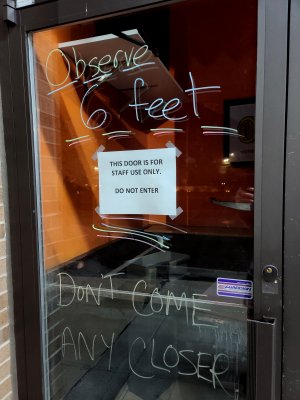 Observe
6 feet
THIS DOOR IS FOR
STAFF USE ONLY.
DO NOT ENTER
DON'T COME
ANY CLOSER